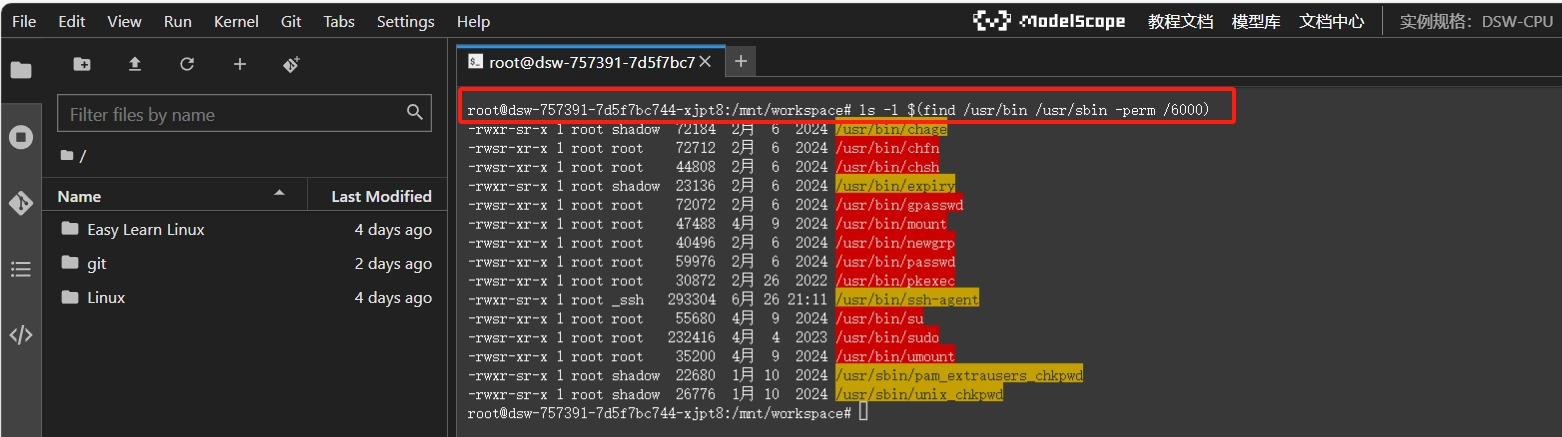 File Edit View Run Kernel Git Tabs Settings Help
ModelScope 教程文档 模型库 文档中心 实例规格: DSW-CPU
root@dsw-757391-7d5f7bc7
Filter files by name
/
Name Last Modified
Easy Learn Linux 4 days ago
git 2 days ago
Linux 4 days ago
root@dsw-757391-7d5f7bc744-xjpt8:/mnt/workspace# ls -l $(find /usr/bin /usr/sbin -perm /6000)
-rwxr-sr-x 1 root shadow 72184 2月 6 2024 /usr/bin/chage
-rwsr-xr-x 1 root root 72712 2月 6 2024 /usr/bin/chfn
-rwsr-xr-x 1 root root 44808 2月 6 2024 /usr/bin/chsh
-rwxr-sr-x 1 root shadow 23136 2月 6 2024 /usr/bin/expiry
-rwsr-xr-x 1 root root 72072 2月 6 2024 /usr/bin/gpasswd
-rwsr-xr-x 1 root root 47488 4月 9 2024 /usr/bin/mount
-rwsr-xr-x 1 root root 40496 2月 6 2024 /usr/bin/newgrp
-rwsr-xr-x 1 root root 59976 2月 6 2024 /usr/bin/passwd
-rwsr-xr-x 1 root root 30872 2月 26 2022 /usr/bin/pkexec
-rwxr-sr-x 1 root _ssh 293304 6月 26 21:11 /usr/bin/ssh-agent
-rwsr-xr-x 1 root root 55680 4月 9 2024 /usr/bin/su
-rwsr-xr-x 1 root root 232416 4月 4 2023 /usr/bin/sudo
-rwsr-xr-x 1 root root 35200 4月 9 2024 /usr/bin/umount
-rwxr-sr-x 1 root shadow 22680 1月 10 2024 /usr/sbin/pam_extrausers_chkpwd
-rwxr-sr-x 1 root shadow 26776 1月 10 2024 /usr/sbin/unix_chkpwd
root@dsw-757391-7d5f7bc744-xjpt8:/mnt/workspace#